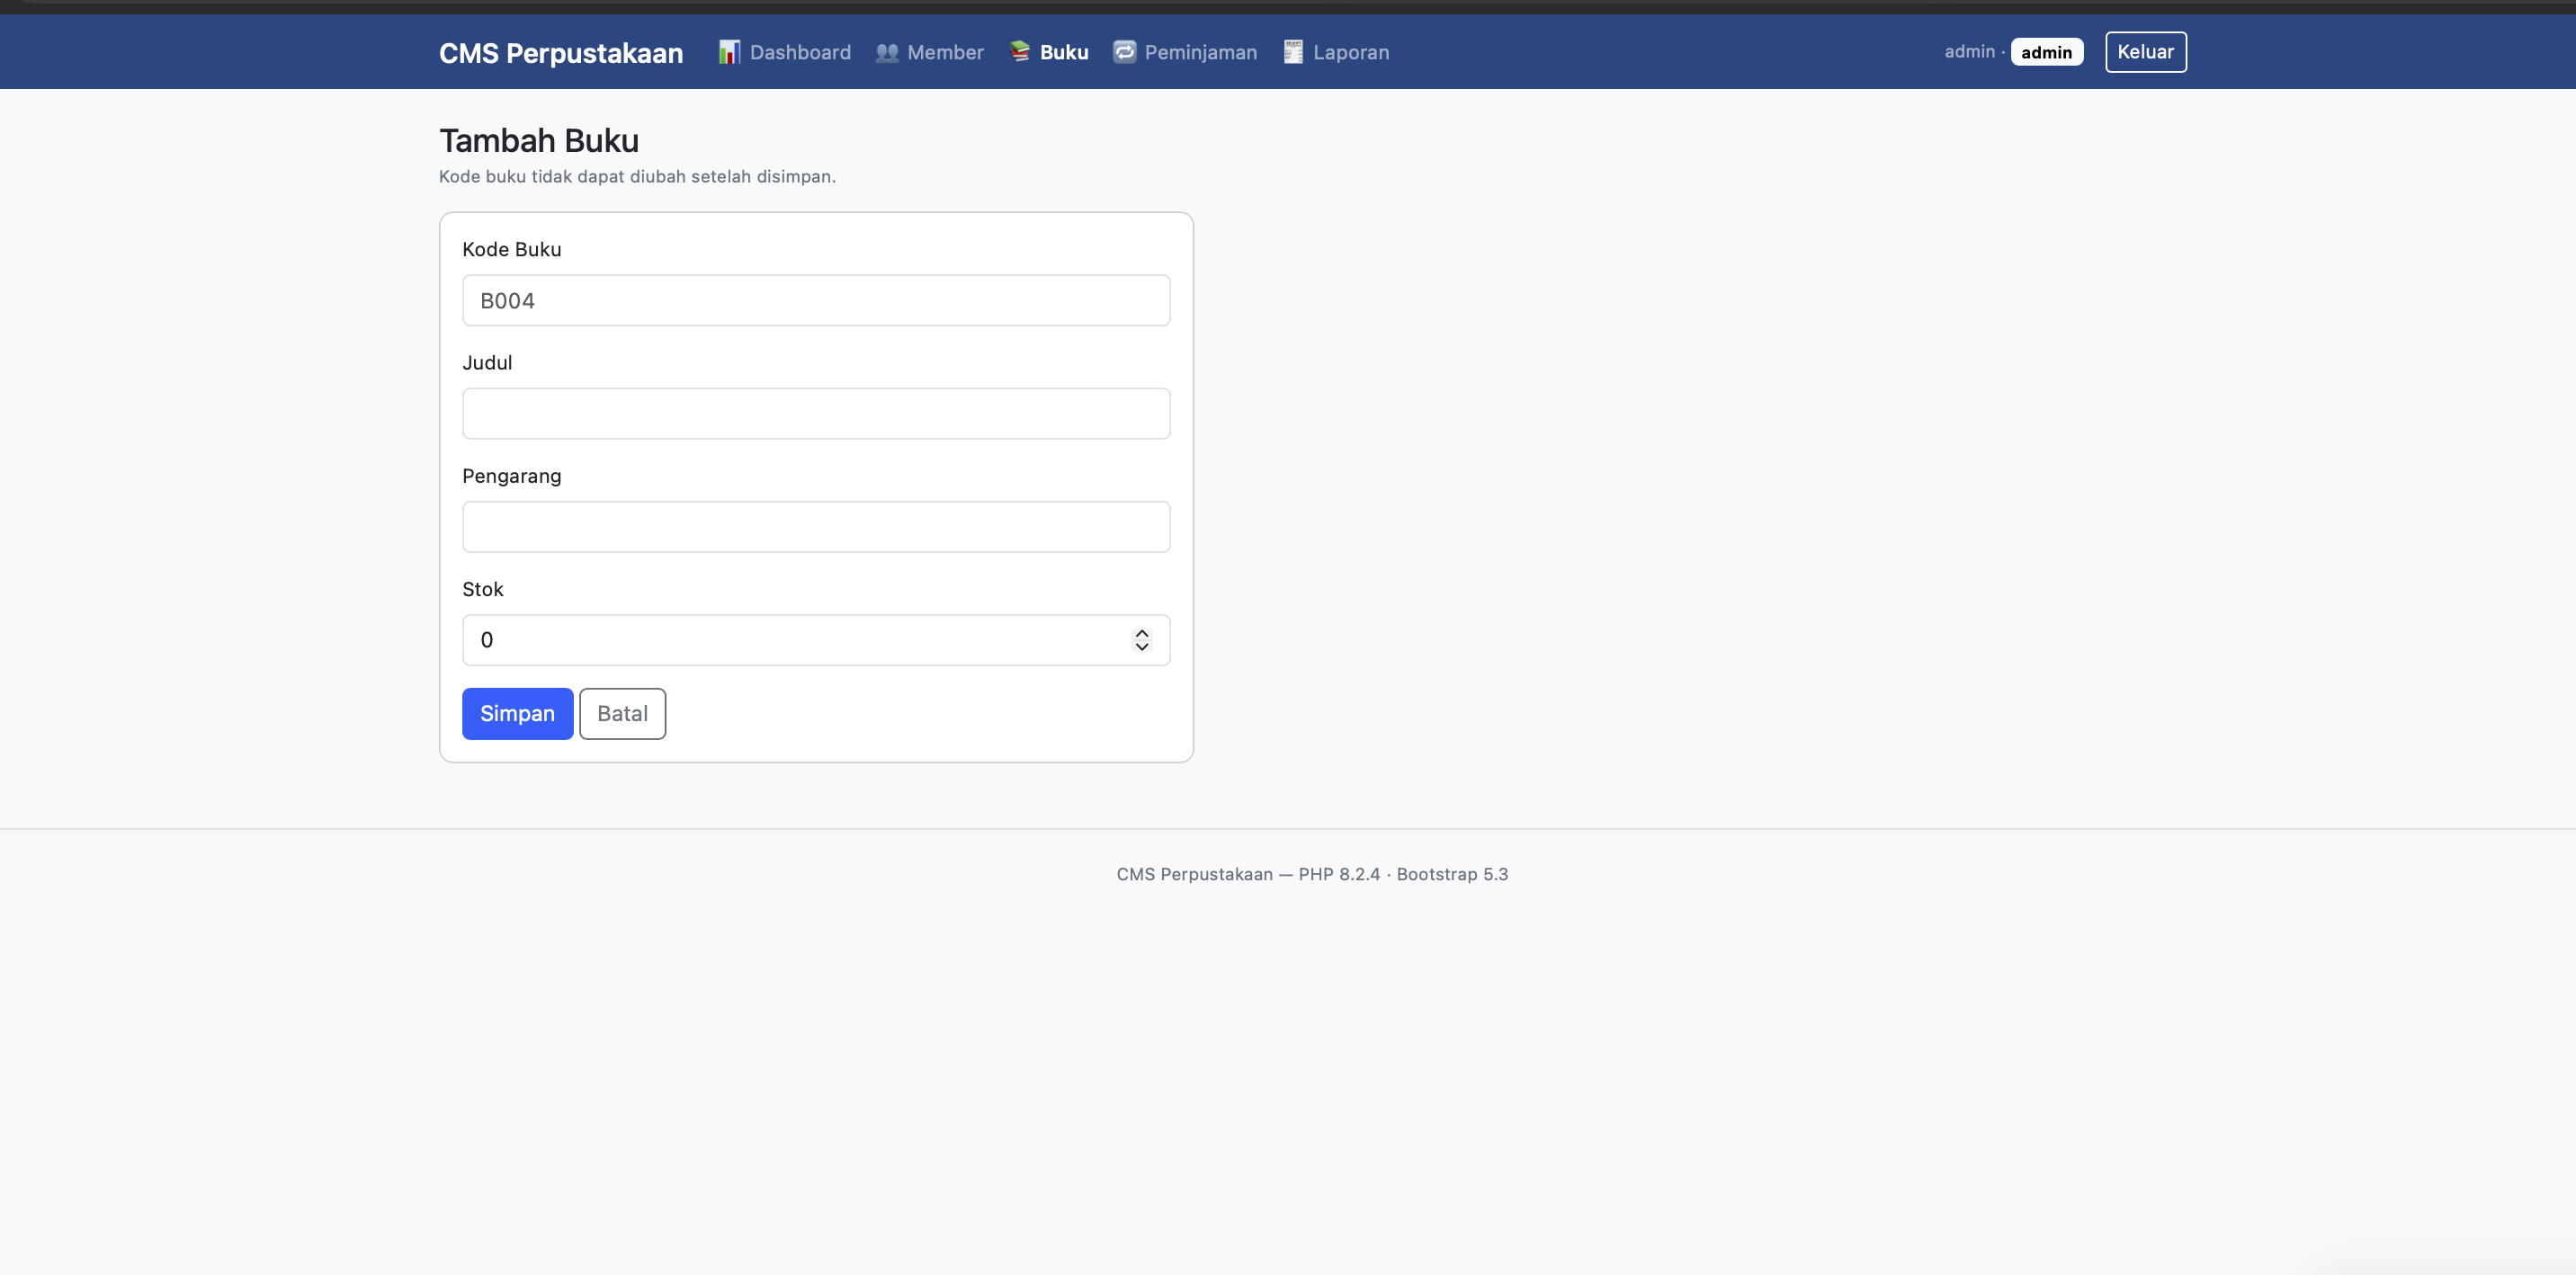 CMS Perpustakaan Dashboard Member Buku Peminjaman Laporan admin · admin Keluar
Tambah Buku
Kode buku tidak dapat diubah setelah disimpan.
Kode Buku
B004
Judul
Pengarang
Stok
0
Simpan Batal
CMS Perpustakaan — PHP 8.2.4 · Bootstrap 5.3